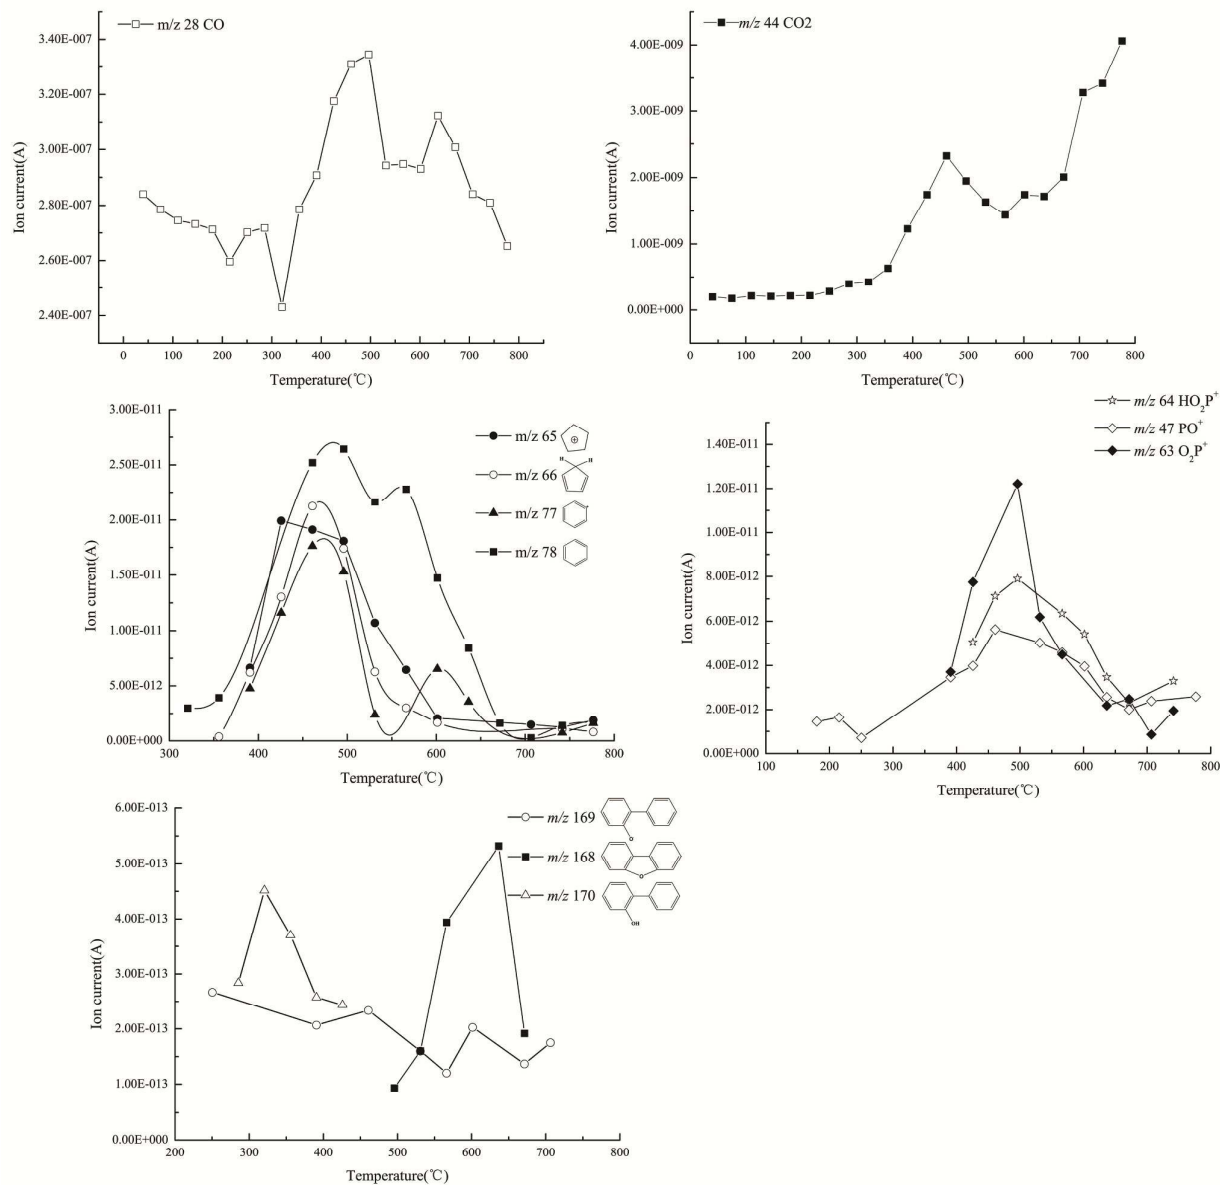 m/z 28 CO
3.40E-007
3.20E-007
3.00E-007
2.80E-007
2.60E-007
2.40E-007
Ion current(A)
0 100 200 300 400 500 600 700 800
Temperature(℃)
m/z 44 CO2
4.00E-009
3.00E-009
2.00E-009
1.00E-009
0.00E+000
Ion current(A)
0 100 200 300 400 500 600 700 800
Temperature(℃)
3.00E-011
2.50E-011
2.00E-011
1.50E-011
1.00E-011
5.00E-012
0.00E+000
Ion current(A)
m/z 65
H H
m/z 66
m/z 77
m/z 78
300 400 500 600 700 800
Temperature(℃)
m/z 64 HO₂P⁺
m/z 47 PO⁺
m/z 63 O₂P⁺
1.40E-011
1.20E-011
1.00E-011
8.00E-012
6.00E-012
4.00E-012
2.00E-012
0.00E+000
Ion current(A)
100 200 300 400 500 600 700 800
Temperature(℃)
6.00E-013
5.00E-013
4.00E-013
3.00E-013
2.00E-013
1.00E-013
0.00E+000
Ion current(A)
m/z 169
O
m/z 168
O
m/z 170
OH
200 300 400 500 600 700 800
Temperature(℃)